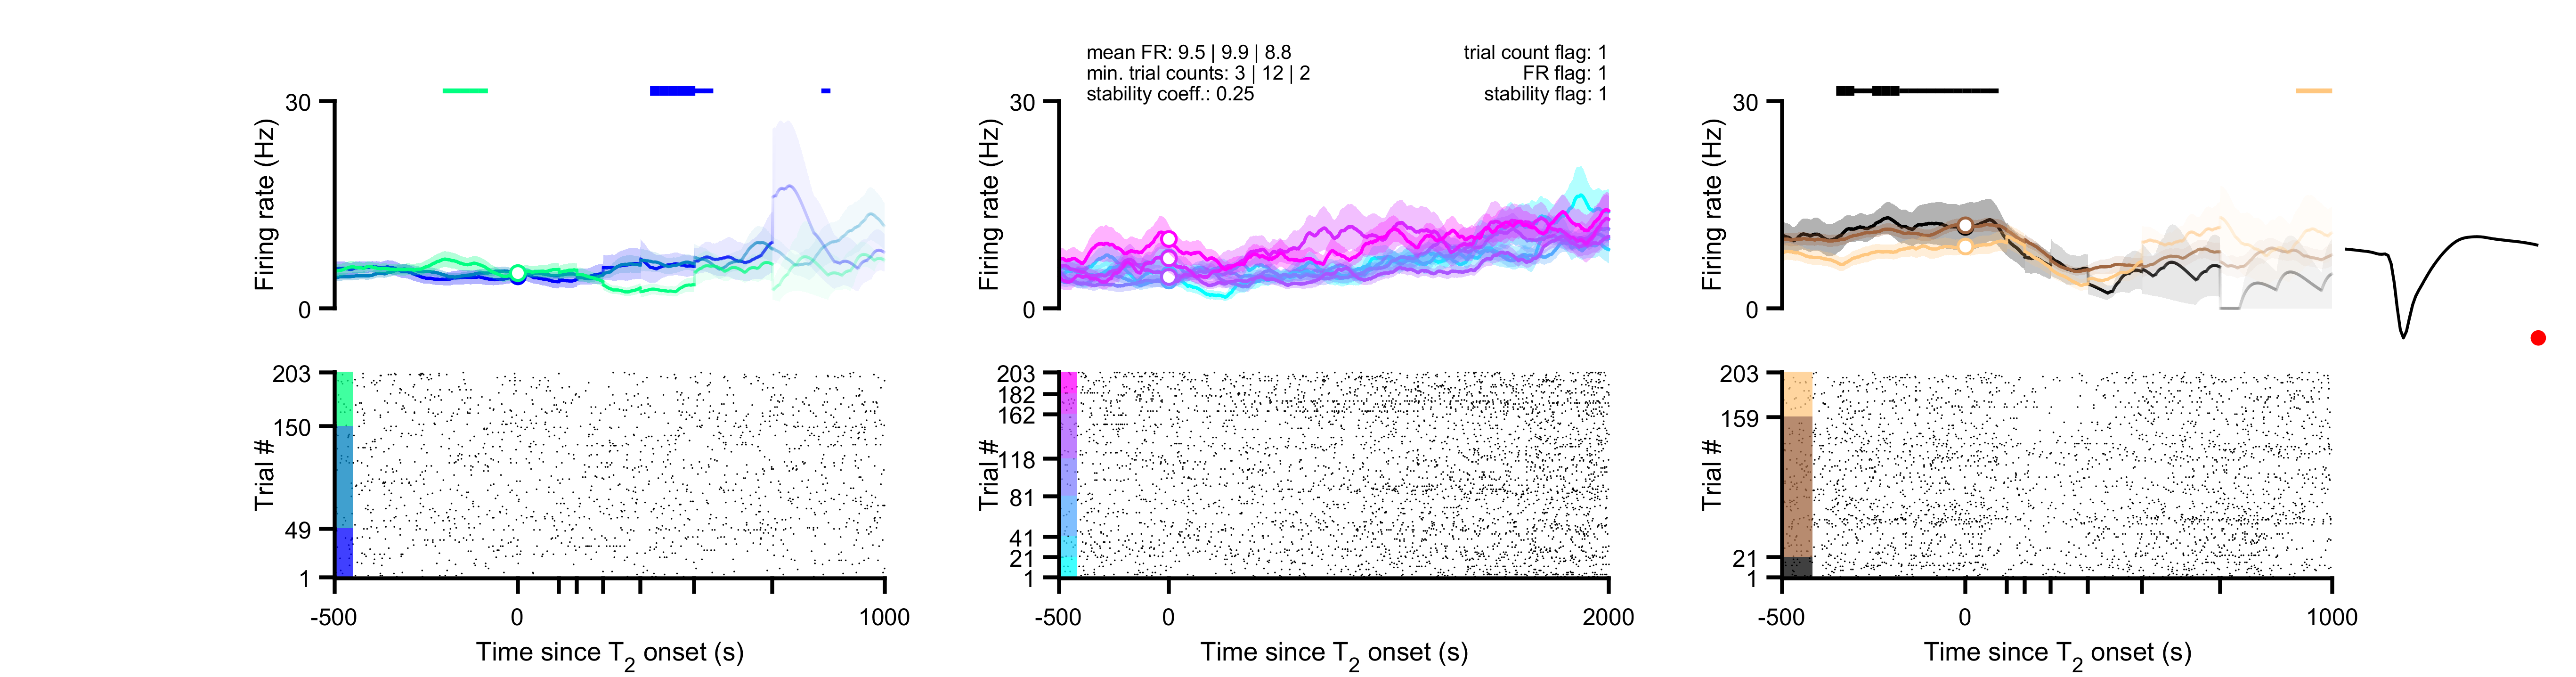 mean FR: 9.5 | 9.9 | 8.8
min. trial counts: 3 | 12 | 2
stability coeff.: 0.25
trial count flag: 1
FR flag: 1
stability flag: 1
30
0
Firing rate (Hz)
30
0
Firing rate (Hz)
30
0
Firing rate (Hz)
203
150
49
1
Trial #
-500
0
1000
Time since T2 onset (s)
203
182
162
118
81
41
21
1
Trial #
-500
0
2000
Time since T2 onset (s)
203
159
21
1
Trial #
-500
0
1000
Time since T2 onset (s)